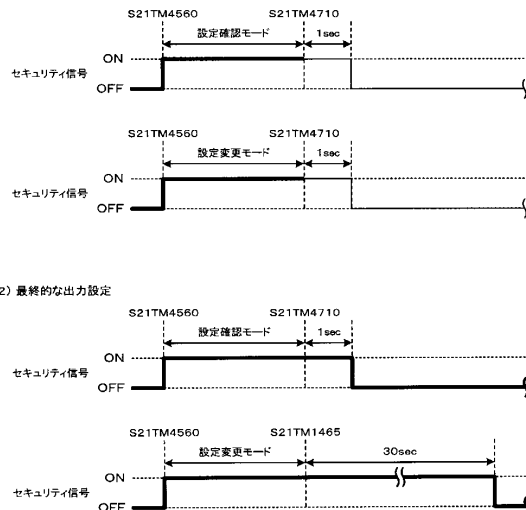 S21TM4560 S21TM4710
設定確認モード 1sec
ON
セキュリティ信号
OFF
S21TM4560 S21TM4710
設定変更モード 1sec
ON
セキュリティ信号
OFF
2) 最終的な出力設定
S21TM4560 S21TM4710
設定確認モード 1sec
ON
セキュリティ信号
OFF
S21TM4560 S21TM1465
設定変更モード 30sec
ON
セキュリティ信号
OFF